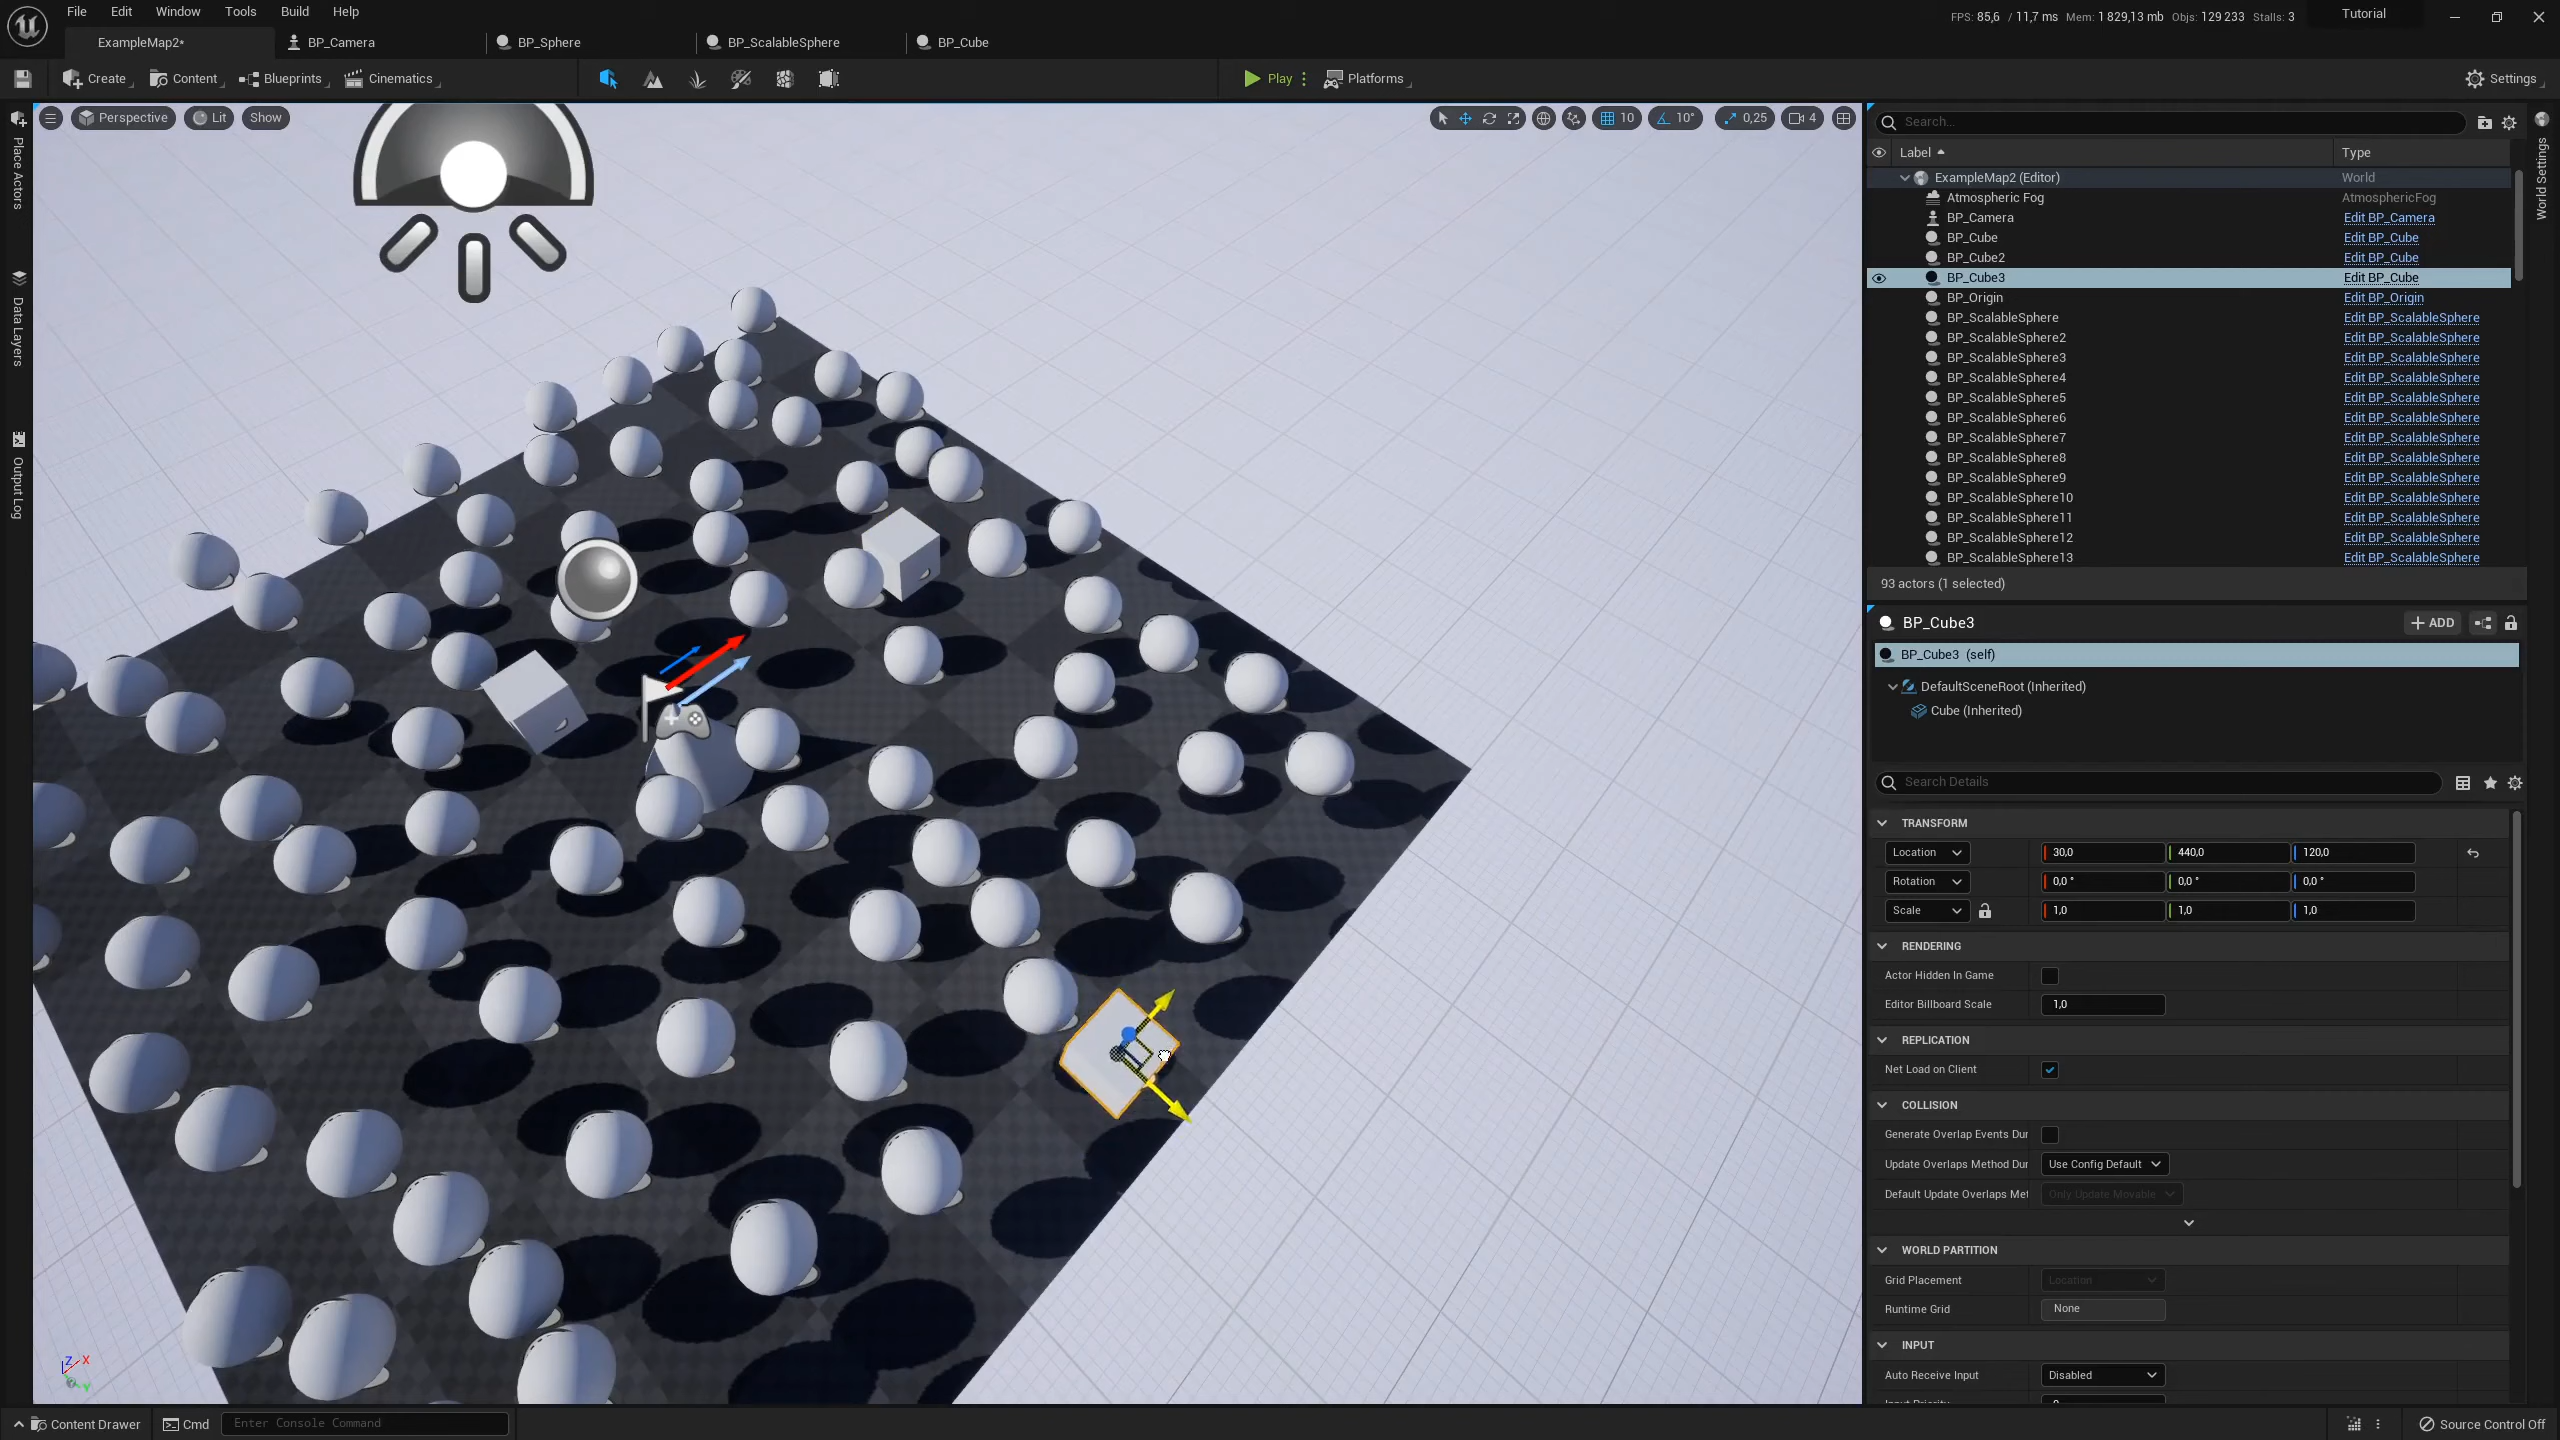 File Edit Window Tools Build Help
FPS: 85,6 / 11,7 ms Mem: 1 829,13 mb Objs: 129 233 Stalls: 3
Tutorial
ExampleMap2* BP_Camera BP_Sphere BP_ScalableSphere BP_Cube
Create Content Blueprints Cinematics Play Platforms Settings
Perspective Lit Show 10 10° 0,25 4
Place Actors
Data Layers
Output Log
World Settings
Search...
Label Type
ExampleMap2 (Editor) World
Atmospheric Fog AtmosphericFog
BP_Camera Edit BP_Camera
BP_Cube Edit BP_Cube
BP_Cube2 Edit BP_Cube
BP_Cube3 Edit BP_Cube
BP_Origin Edit BP_Origin
BP_ScalableSphere Edit BP_ScalableSphere
BP_ScalableSphere2 Edit BP_ScalableSphere
BP_ScalableSphere3 Edit BP_ScalableSphere
BP_ScalableSphere4 Edit BP_ScalableSphere
BP_ScalableSphere5 Edit BP_ScalableSphere
BP_ScalableSphere6 Edit BP_ScalableSphere
BP_ScalableSphere7 Edit BP_ScalableSphere
BP_ScalableSphere8 Edit BP_ScalableSphere
BP_ScalableSphere9 Edit BP_ScalableSphere
BP_ScalableSphere10 Edit BP_ScalableSphere
BP_ScalableSphere11 Edit BP_ScalableSphere
BP_ScalableSphere12 Edit BP_ScalableSphere
BP_ScalableSphere13 Edit BP_ScalableSphere
93 actors (1 selected)
BP_Cube3 ADD
BP_Cube3 (self)
DefaultSceneRoot (Inherited)
Cube (Inherited)
Search Details
TRANSFORM
Location 30,0 440,0 120,0
Rotation 0,0 ° 0,0 ° 0,0 °
Scale 1,0 1,0 1,0
RENDERING
Actor Hidden In Game
Editor Billboard Scale 1,0
REPLICATION
Net Load on Client
COLLISION
Generate Overlap Events Dur
Update Overlaps Method Dur Use Config Default
Default Update Overlaps Met Only Update Movable
WORLD PARTITION
Grid Placement Location
Runtime Grid None
INPUT
Auto Receive Input Disabled
Z X
Y
Content Drawer Cmd Enter Console Command Source Control Off